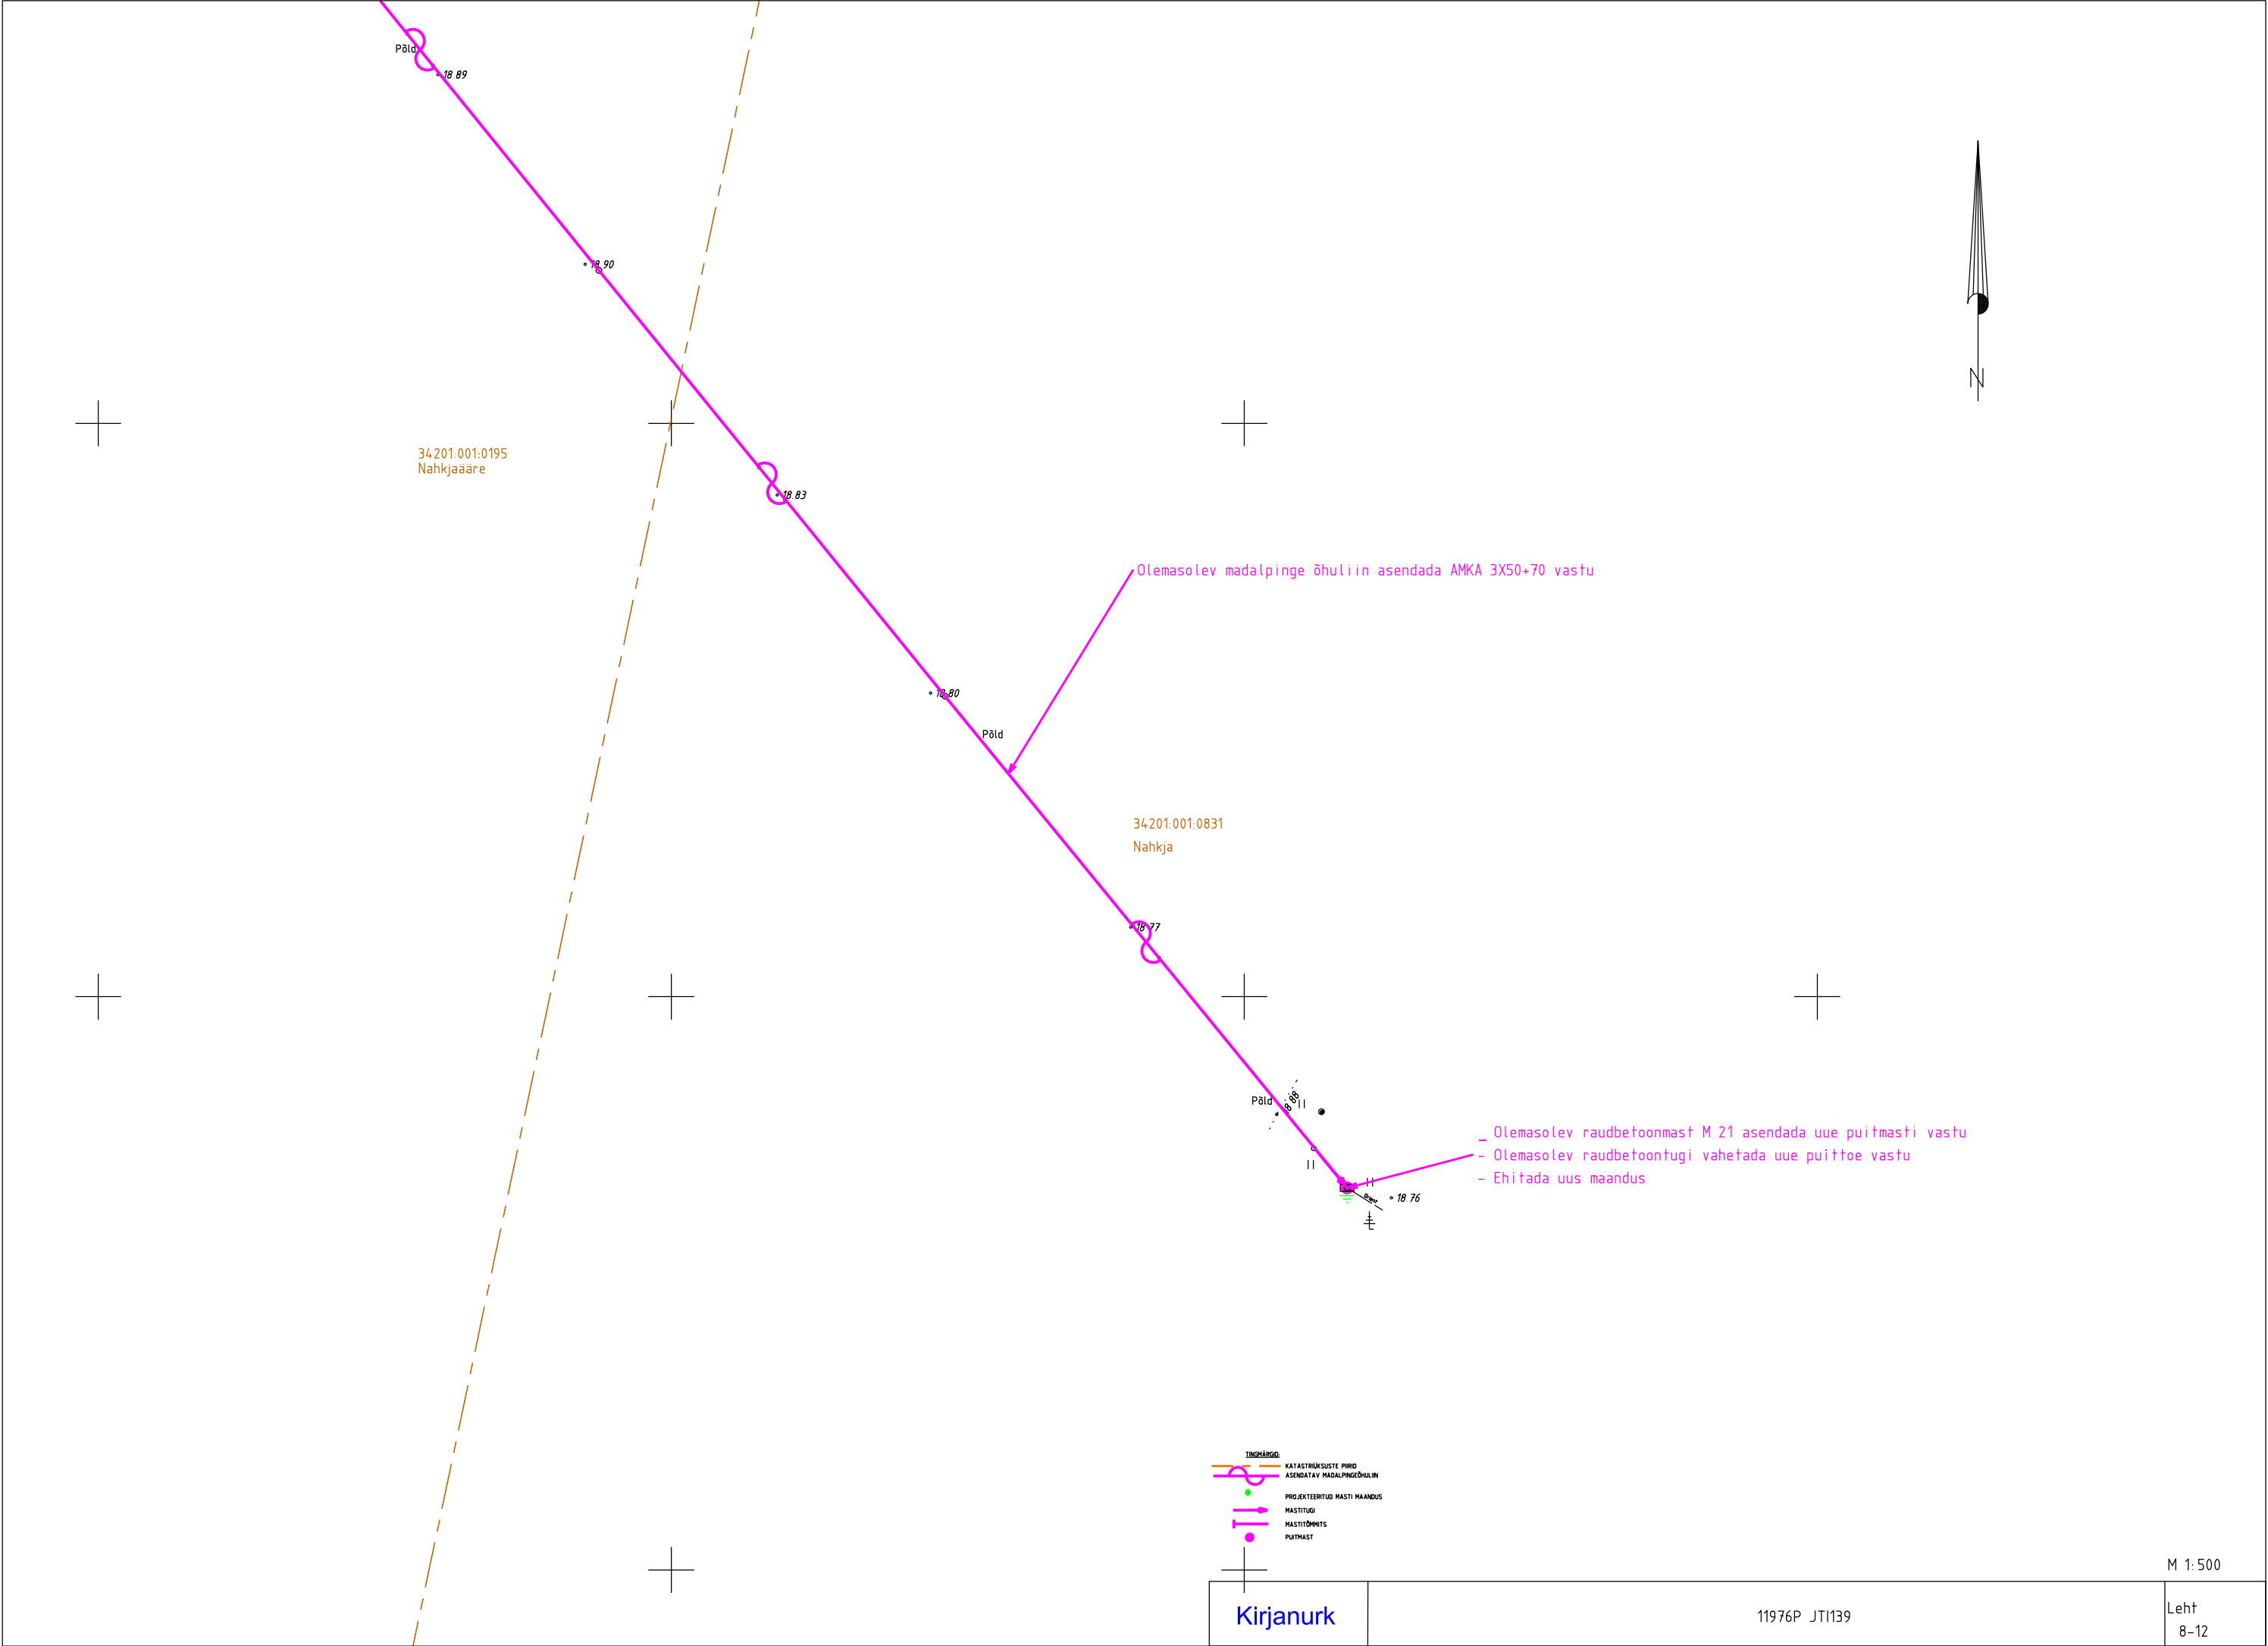 Põld
18 89
18.90
N
34201:001:0195
Nahkjaääre
18.83
Olemasolev madalpinge õhuliin asendada AMKA 3X50+70 vastu
18.80
Põld
34201:001:0831
Nahkja
18.77
Põld
18 88
_ Olemasolev raudbetoonmast M 21 asendada uue puitmasti vastu
- Olemasolev raudbetoontugi vahetada uue puittoe vastu
- Ehitada uus maandus
18 76
TINGMÄRGID:
KATASTRIÜKSUSTE PIIRID
ASENDATAV MADALPINGEÕHULIIN
PROJEKTEERITUD MASTI MAANDUS
MASTITUGI
MASTITÕMMITS
PUITMAST
M 1:500
Kirjanurk
11976P JTI139
Leht
8-12